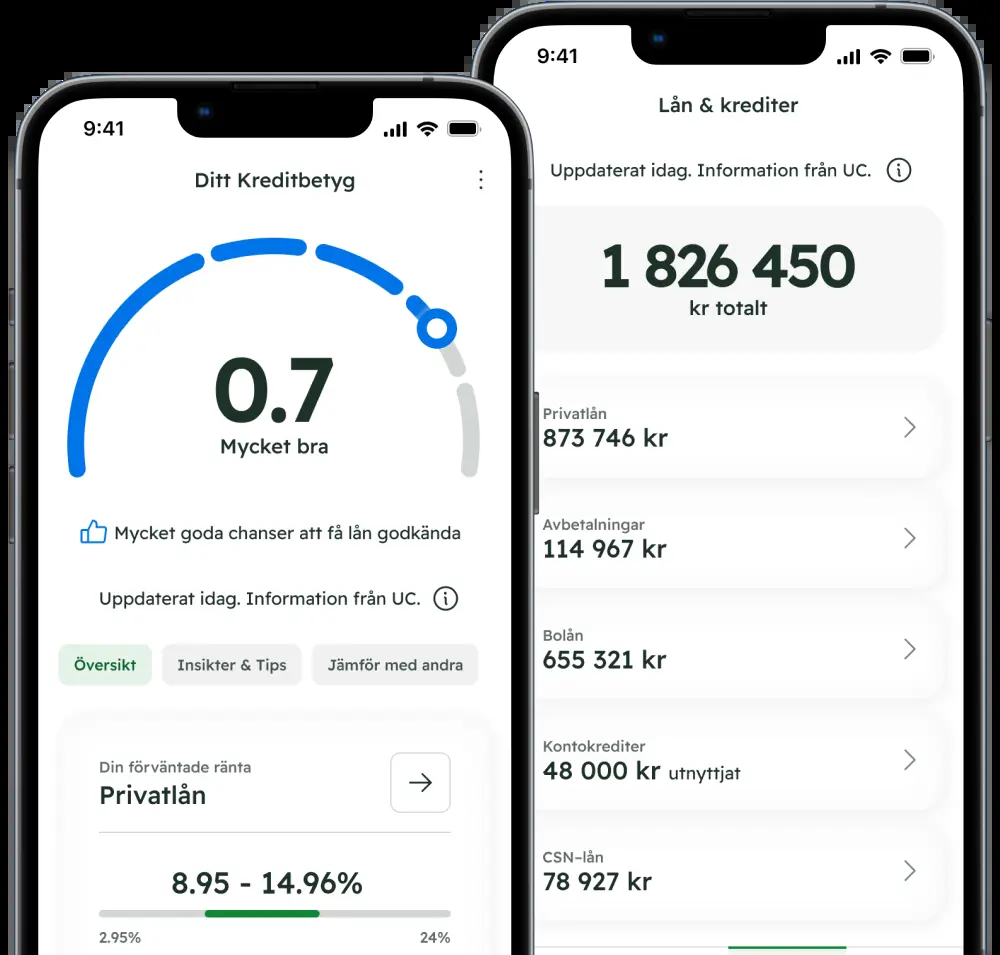 9:41
Ditt Kreditbetyg
0.7
Mycket bra
Mycket goda chanser att få lån godkända
Uppdaterat idag. Information från UC.
Översikt
Insikter & Tips
Jämför med andra
Din förväntade ränta
Privatlån
8.95 - 14.96%
2.95%
24%
9:41
Lån & krediter
Uppdaterat idag. Information från UC.
1 826 450
kr totalt
Privatlån
873 746 kr
Avbetalningar
114 967 kr
Bolån
655 321 kr
Kontokrediter
48 000 kr utnyttjat
CSN-lån
78 927 kr